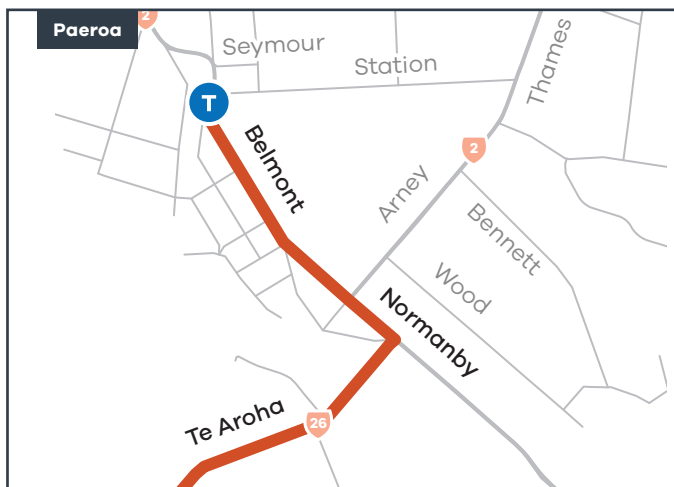 2
Paeroa
Seymour
Station
Thames
T
Belmont
2
Arney
Bennett
Wood
Normanby
Te Aroha
26